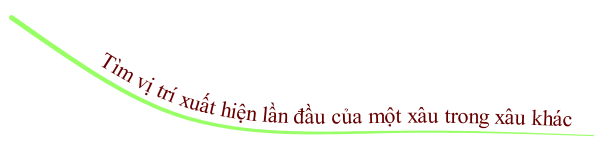 Tìm vị trí xuất hiện lần đầu của một xâu trong xâu khác